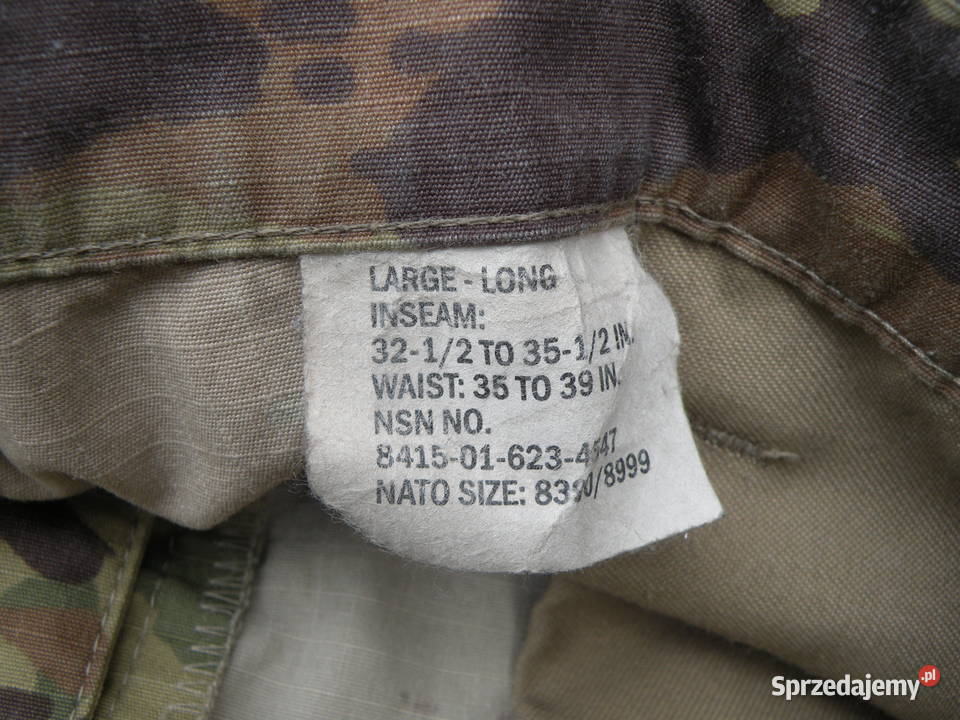 LARGE - LONG
INSEAM:
32-1/2 TO 35-1/2 IN.
WAIST: 35 TO 39 IN.
NSN NO.
8415-01-623-4547
NATO SIZE: 8390/8999
Sprzedajemy.pl